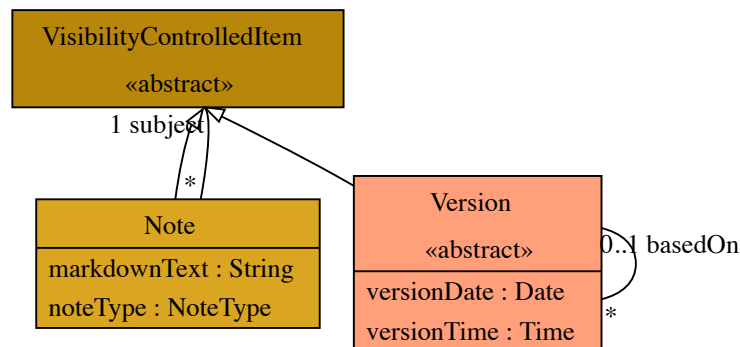 VisibilityControlledItem
«abstract»
1 subject
*
Note
markdownText : String
noteType : NoteType
Version
«abstract»
versionDate : Date
versionTime : Time
0..1 basedOn
*